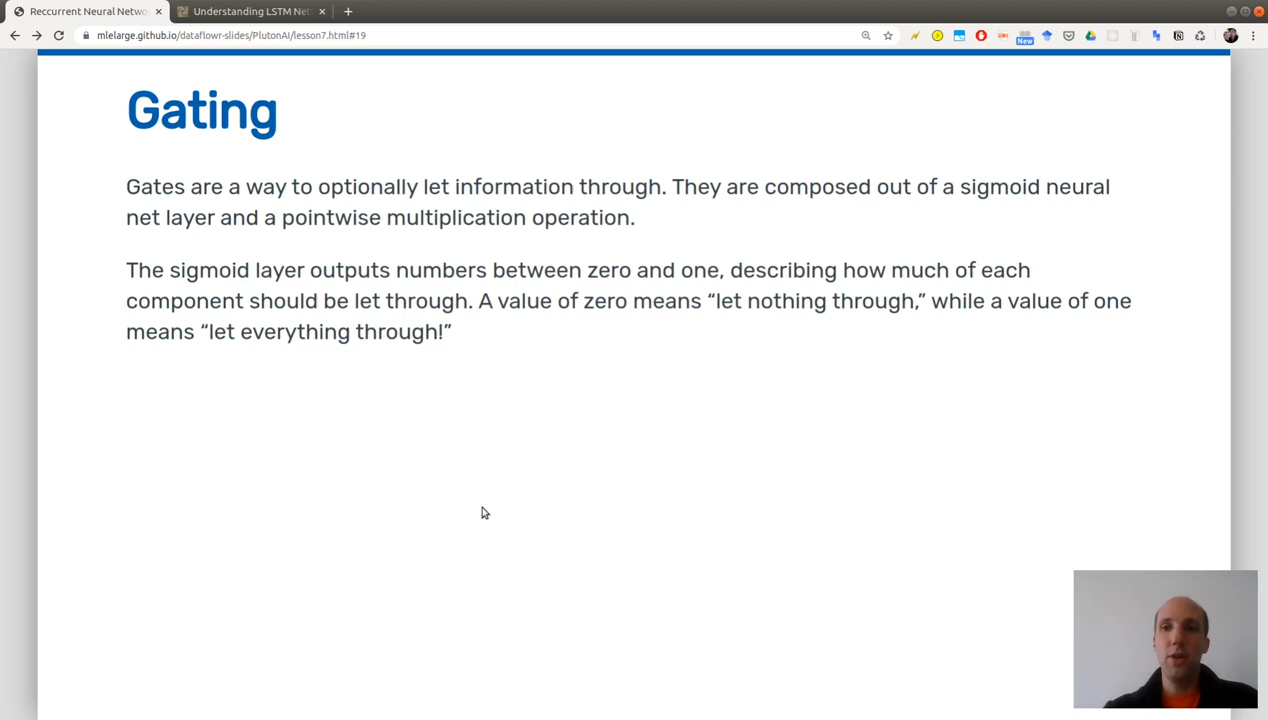 Reccurrent Neural Netwo
Understanding LSTM Net
mlelarge.github.io/dataflowr-slides/PlutonAI/lesson7.html#19
New
Gating
Gates are a way to optionally let information through. They are composed out of a sigmoid neural
net layer and a pointwise multiplication operation.
The sigmoid layer outputs numbers between zero and one, describing how much of each
component should be let through. A value of zero means “let nothing through,” while a value of one
means “let everything through!”